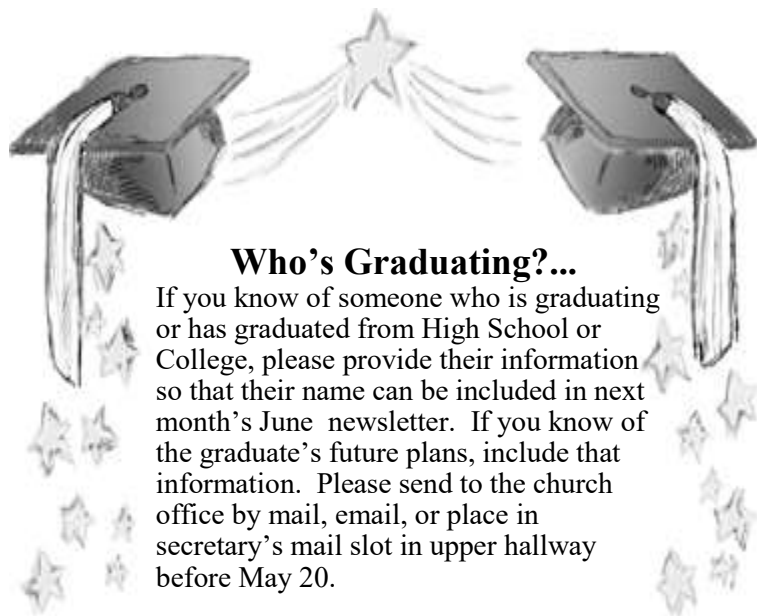 Who’s Graduating?...
If you know of someone who is graduating
or has graduated from High School or
College, please provide their information
so that their name can be included in next
month’s June  newsletter.  If you know of
the graduate’s future plans, include that
information.  Please send to the church
office by mail, email, or place in
secretary’s mail slot in upper hallway
before May 20.